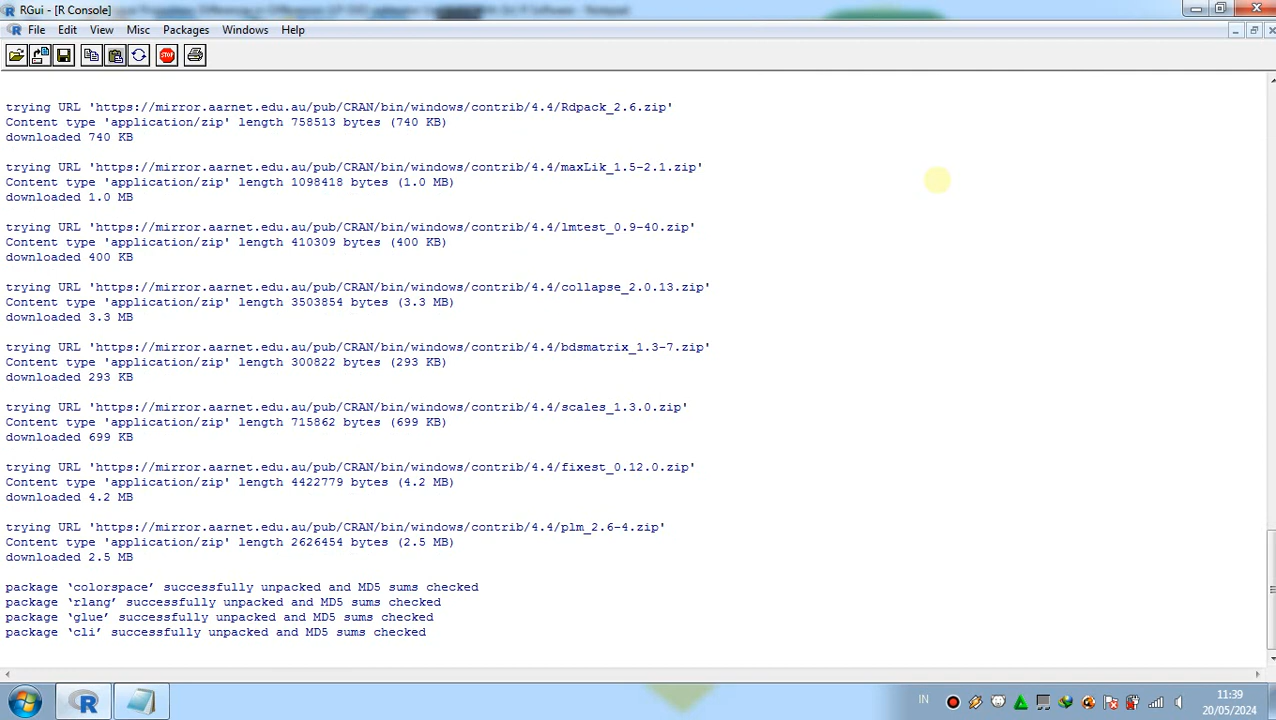 RGui - [R Console]
File Edit View Misc Packages Windows Help
STOP
trying URL 'https://mirror.aarnet.edu.au/pub/CRAN/bin/windows/contrib/4.4/Rdpack_2.6.zip'
Content type 'application/zip' length 758513 bytes (740 KB)
downloaded 740 KB
trying URL 'https://mirror.aarnet.edu.au/pub/CRAN/bin/windows/contrib/4.4/maxLik_1.5-2.1.zip'
Content type 'application/zip' length 1098418 bytes (1.0 MB)
downloaded 1.0 MB
trying URL 'https://mirror.aarnet.edu.au/pub/CRAN/bin/windows/contrib/4.4/lmtest_0.9-40.zip'
Content type 'application/zip' length 410309 bytes (400 KB)
downloaded 400 KB
trying URL 'https://mirror.aarnet.edu.au/pub/CRAN/bin/windows/contrib/4.4/collapse_2.0.13.zip'
Content type 'application/zip' length 3503854 bytes (3.3 MB)
downloaded 3.3 MB
trying URL 'https://mirror.aarnet.edu.au/pub/CRAN/bin/windows/contrib/4.4/bdsmatrix_1.3-7.zip'
Content type 'application/zip' length 300822 bytes (293 KB)
downloaded 293 KB
trying URL 'https://mirror.aarnet.edu.au/pub/CRAN/bin/windows/contrib/4.4/scales_1.3.0.zip'
Content type 'application/zip' length 715862 bytes (699 KB)
downloaded 699 KB
trying URL 'https://mirror.aarnet.edu.au/pub/CRAN/bin/windows/contrib/4.4/fixest_0.12.0.zip'
Content type 'application/zip' length 4422779 bytes (4.2 MB)
downloaded 4.2 MB
trying URL 'https://mirror.aarnet.edu.au/pub/CRAN/bin/windows/contrib/4.4/plm_2.6-4.zip'
Content type 'application/zip' length 2626454 bytes (2.5 MB)
downloaded 2.5 MB
package ‘colorspace’ successfully unpacked and MD5 sums checked
package ‘rlang’ successfully unpacked and MD5 sums checked
package ‘glue’ successfully unpacked and MD5 sums checked
package ‘cli’ successfully unpacked and MD5 sums checked
IN
11:39
20/05/2024